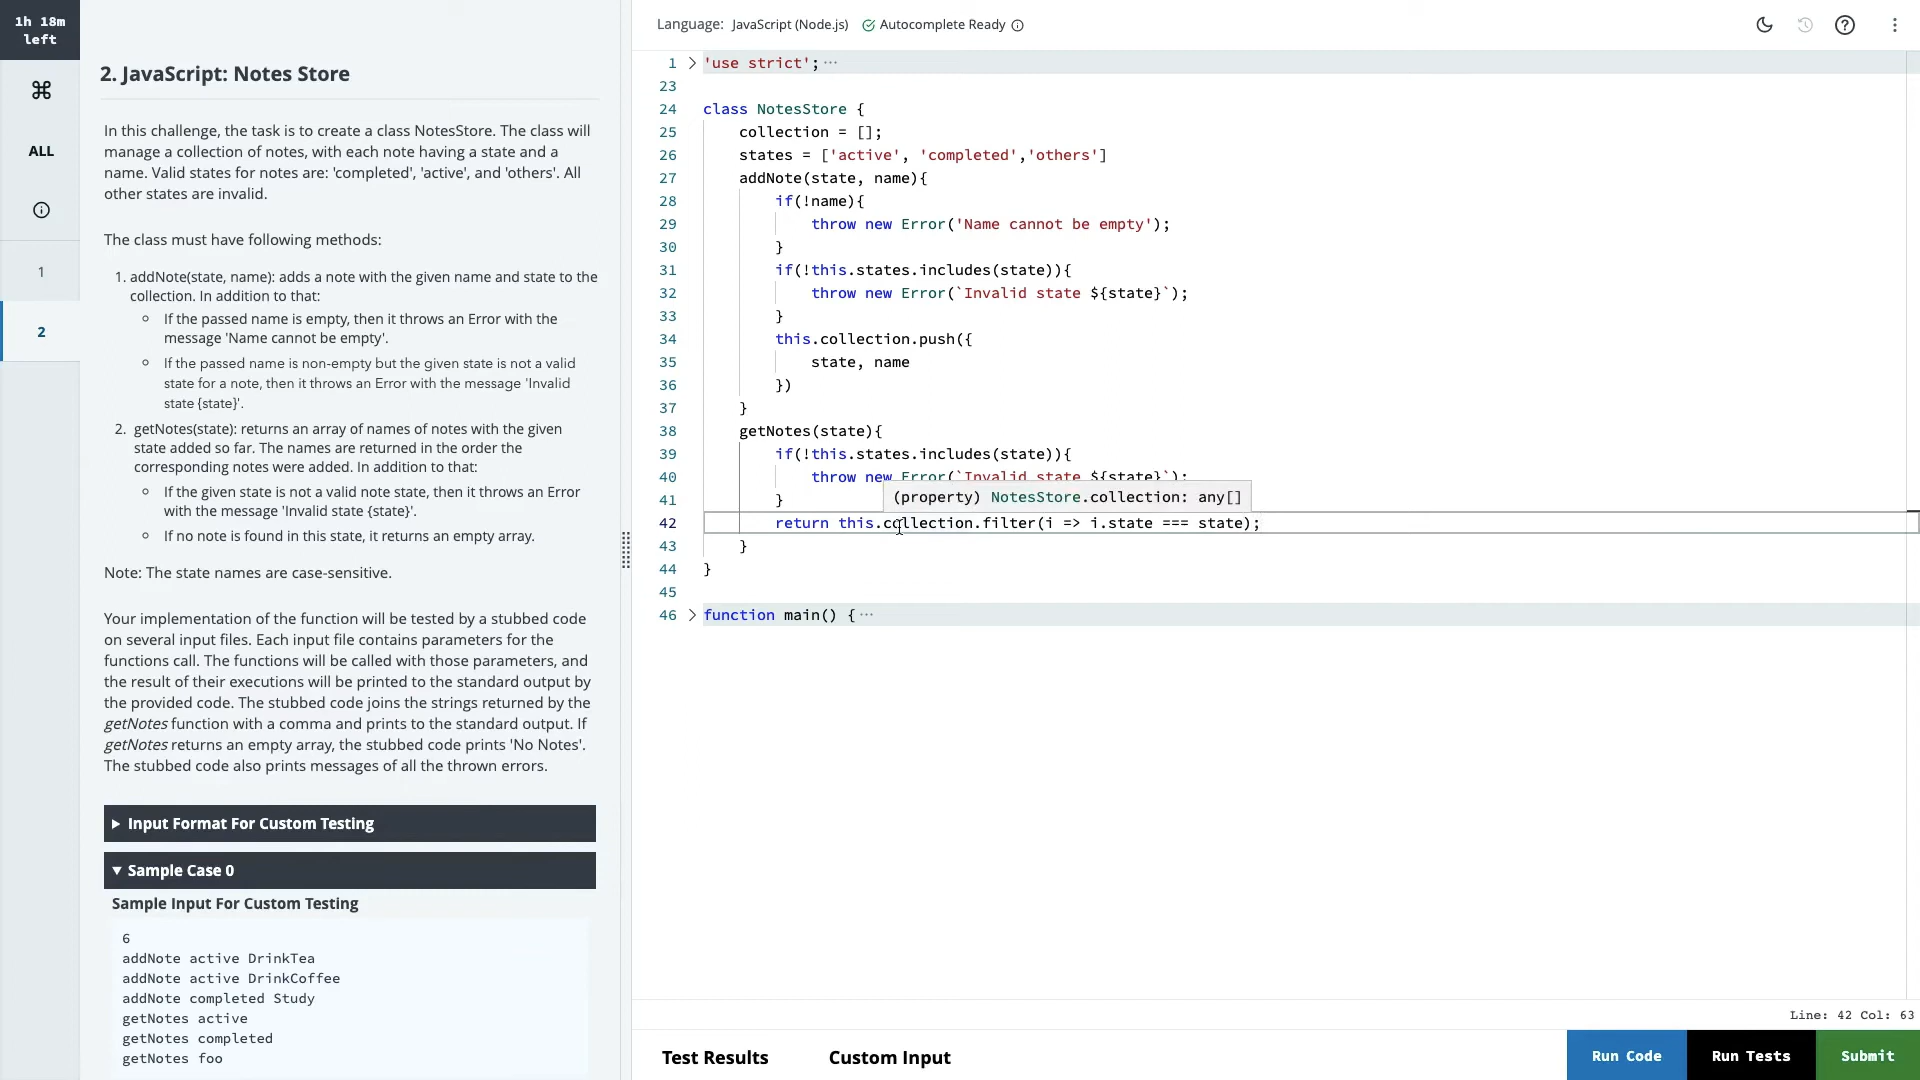 1h 18m
left
ALL
1
2
2. JavaScript: Notes Store
In this challenge, the task is to create a class NotesStore. The class will
manage a collection of notes, with each note having a state and a
name. Valid states for notes are: 'completed', 'active', and 'others'. All
other states are invalid.
The class must have following methods:
1. addNote(state, name): adds a note with the given name and state to the
collection. In addition to that:
If the passed name is empty, then it throws an Error with the
message 'Name cannot be empty'.
If the passed name is non-empty but the given state is not a valid
state for a note, then it throws an Error with the message 'Invalid
state {state}'.
2. getNotes(state): returns an array of names of notes with the given
state added so far. The names are returned in the order the
corresponding notes were added. In addition to that:
If the given state is not a valid note state, then it throws an Error
with the message 'Invalid state {state}'.
If no note is found in this state, it returns an empty array.
Note: The state names are case-sensitive.
Your implementation of the function will be tested by a stubbed code
on several input files. Each input file contains parameters for the
functions call. The functions will be called with those parameters, and
the result of their executions will be printed to the standard output by
the provided code. The stubbed code joins the strings returned by the
getNotes function with a comma and prints to the standard output. If
getNotes returns an empty array, the stubbed code prints 'No Notes'.
The stubbed code also prints messages of all the thrown errors.
Input Format For Custom Testing
Sample Case 0
Sample Input For Custom Testing
6
addNote active DrinkTea
addNote active DrinkCoffee
addNote completed Study
getNotes active
getNotes completed
getNotes foo
Language: JavaScript (Node.js) Autocomplete Ready
1 'use strict';
23
24 class NotesStore {
25 collection = [];
26 states = ['active', 'completed','others']
27 addNote(state, name){
28 if(!name){
29 throw new Error('Name cannot be empty');
30 }
31 if(!this.states.includes(state)){
32 throw new Error(`Invalid state ${state}`);
33 }
34 this.collection.push({
35 state, name
36 })
37 }
38 getNotes(state){
39 if(!this.states.includes(state)){
40 throw new Error(`Invalid state ${state}`);
41 }
(property) NotesStore.collection: any[]
42 return this.collection.filter(i => i.state === state);
43 }
44 }
45
46 function main() {
Line: 42 Col: 63
Test Results Custom Input Run Code Run Tests Submit